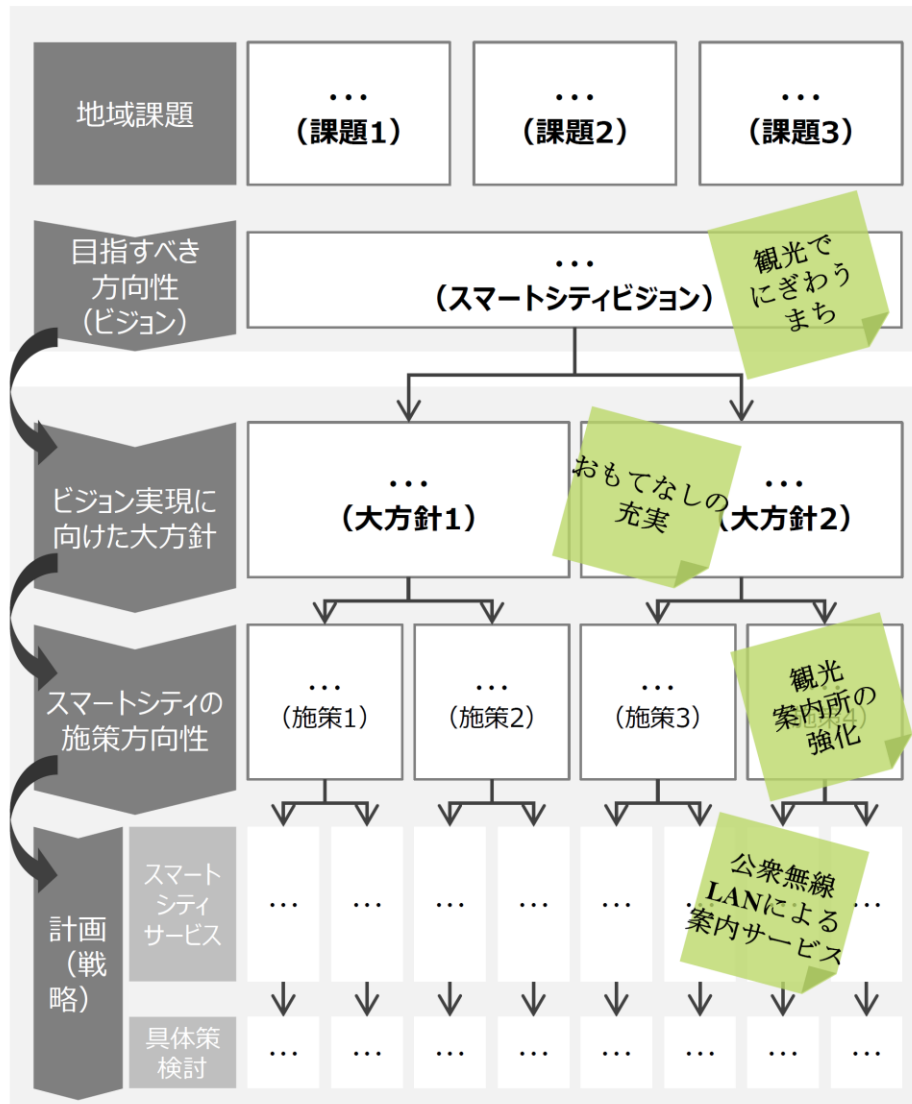 地域課題
...
（課題1）
...
（課題2）
...
（課題3）
目指すべき
方向性
（ビジョン）
...
（スマートシティビジョン）
観光で
にぎわう
まち
ビジョン実現に
向けた大方針
...
（大方針1）
おもてなしの
充実
...
（大方針2）
スマートシティの
施策方向性
...
（施策1）
...
（施策2）
...
（施策3）
...
（施策4）
観光
案内所の
強化
計画
（戦
略）
スマート
シティ
サービス
... ... ... ... ... ... ... ...
公衆無線
LANによる
案内サービス
具体策
検討
... ... ... ... ... ... ... ...